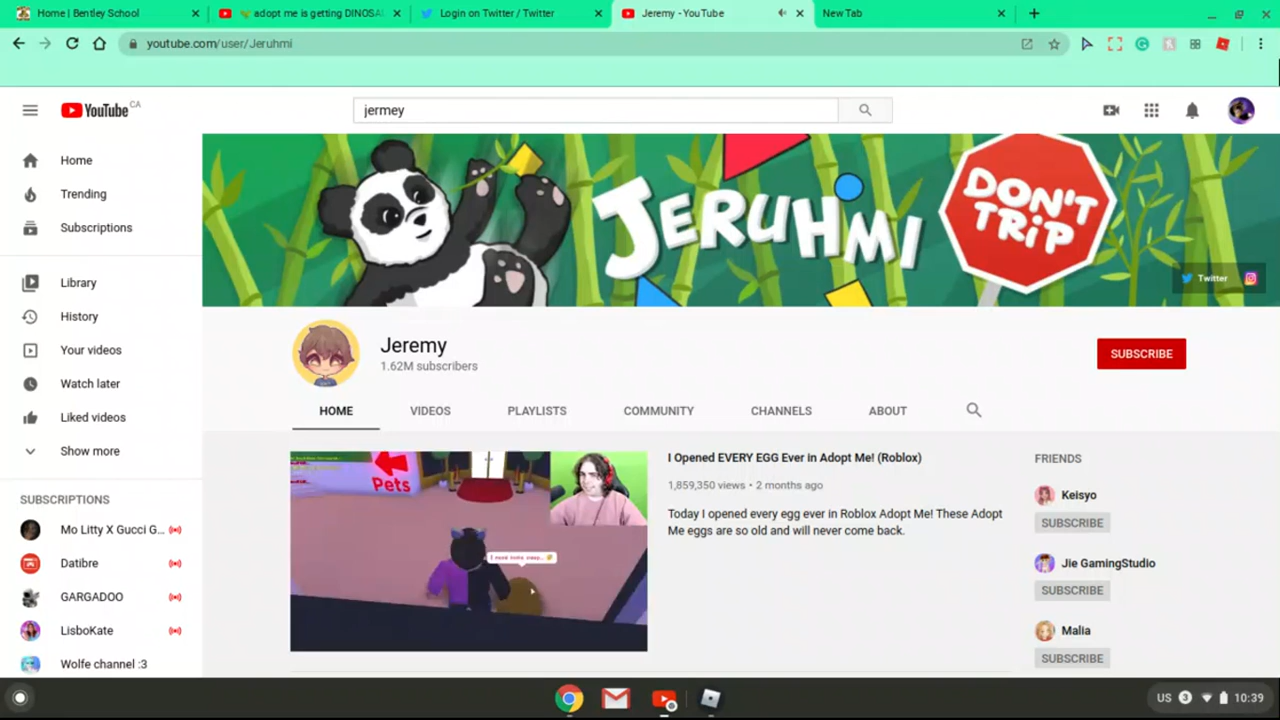 Home | Bentley School
adopt me is getting DINOSA
Login on Twitter / Twitter
Jeremy - YouTube
New Tab
youtube.com/user/Jeruhmi
YouTube CA
jermey
Home
Trending
Subscriptions
Library
History
Your videos
Watch later
Liked videos
Show more
SUBSCRIPTIONS
Mo Litty X Gucci G...
Datibre
GARGADOO
LisboKate
Wolfe channel :3
JERUHMI
DON'T
TRIP
Twitter
Jeremy
1.62M subscribers
SUBSCRIBE
HOME
VIDEOS
PLAYLISTS
COMMUNITY
CHANNELS
ABOUT
Pets
I Opened EVERY EGG Ever in Adopt Me! (Roblox)
1,859,350 views • 2 months ago
Today I opened every egg ever in Roblox Adopt Me! These Adopt
Me eggs are so old and will never come back.
FRIENDS
Keisyo
SUBSCRIBE
Jie GamingStudio
SUBSCRIBE
Malia
SUBSCRIBE
US 3 10:39